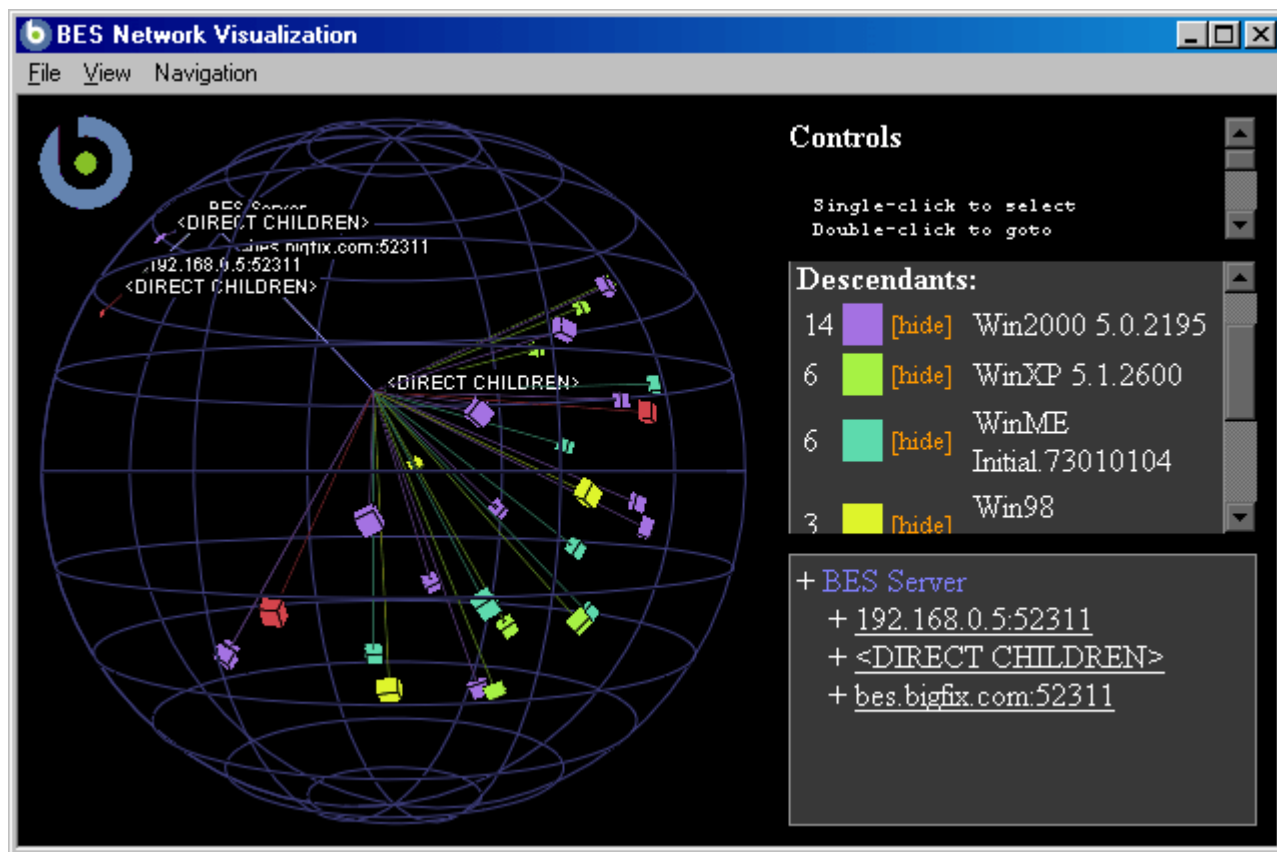 BES Network Visualization
File View Navigation
BES Server
<DIRECT CHILDREN>
bes.bigfix.com:52311
192.168.0.5:52311
<DIRECT CHILDREN>
<DIRECT CHILDREN>
Controls
Single-click to select
Double-click to goto
Descendants:
14 [hide] Win2000 5.0.2195
6 [hide] WinXP 5.1.2600
6 [hide] WinME
Initial.73010104
3 [hide] Win98
+ BES Server
+ 192.168.0.5:52311
+ <DIRECT CHILDREN>
+ bes.bigfix.com:52311